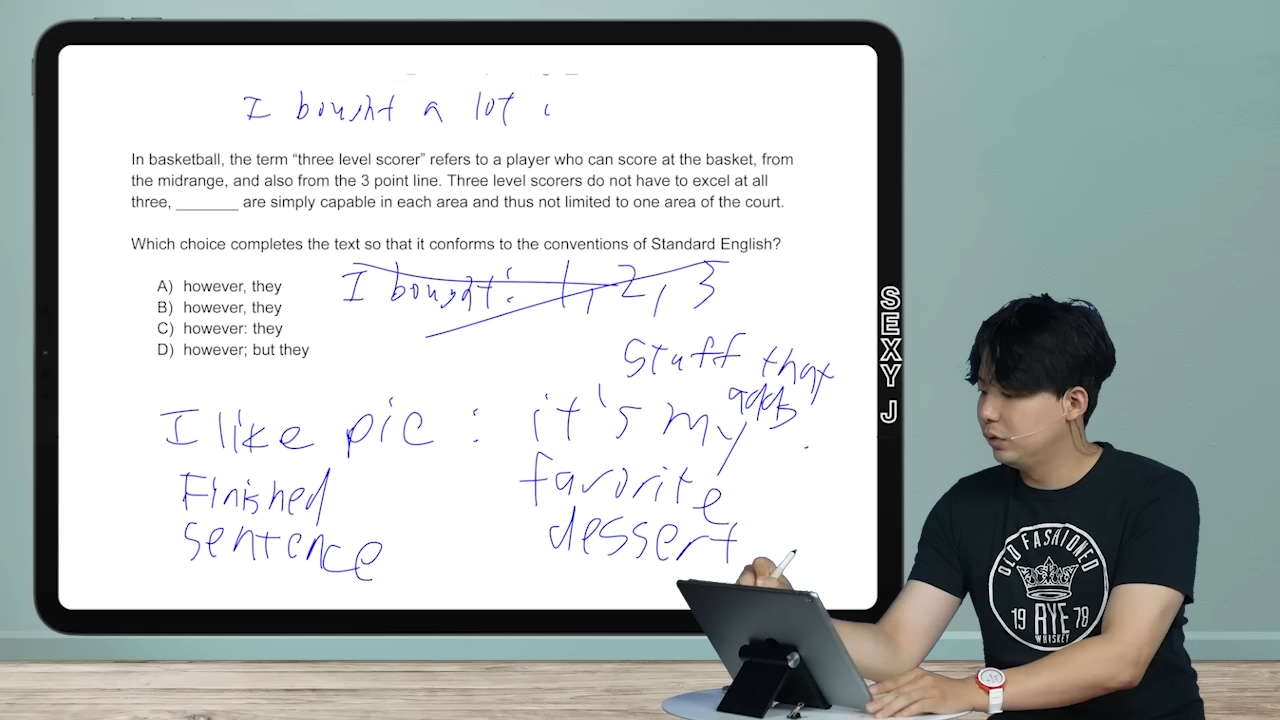 I bought a lot
In basketball, the term “three level scorer” refers to a player who can score at the basket, from
the midrange, and also from the 3 point line. Three level scorers do not have to excel at all
three, _______ are simply capable in each area and thus not limited to one area of the court.
Which choice completes the text so that it conforms to the conventions of Standard English?
A) however, they
B) however, they
C) however: they
D) however; but they
I bought: 1, 2, 3
stuff that
adds
I like pie : it's my
favorite
dessert
Finished
sentence
SEXY J
OLD FASHIONED
19 RYE 78
WHISKEY